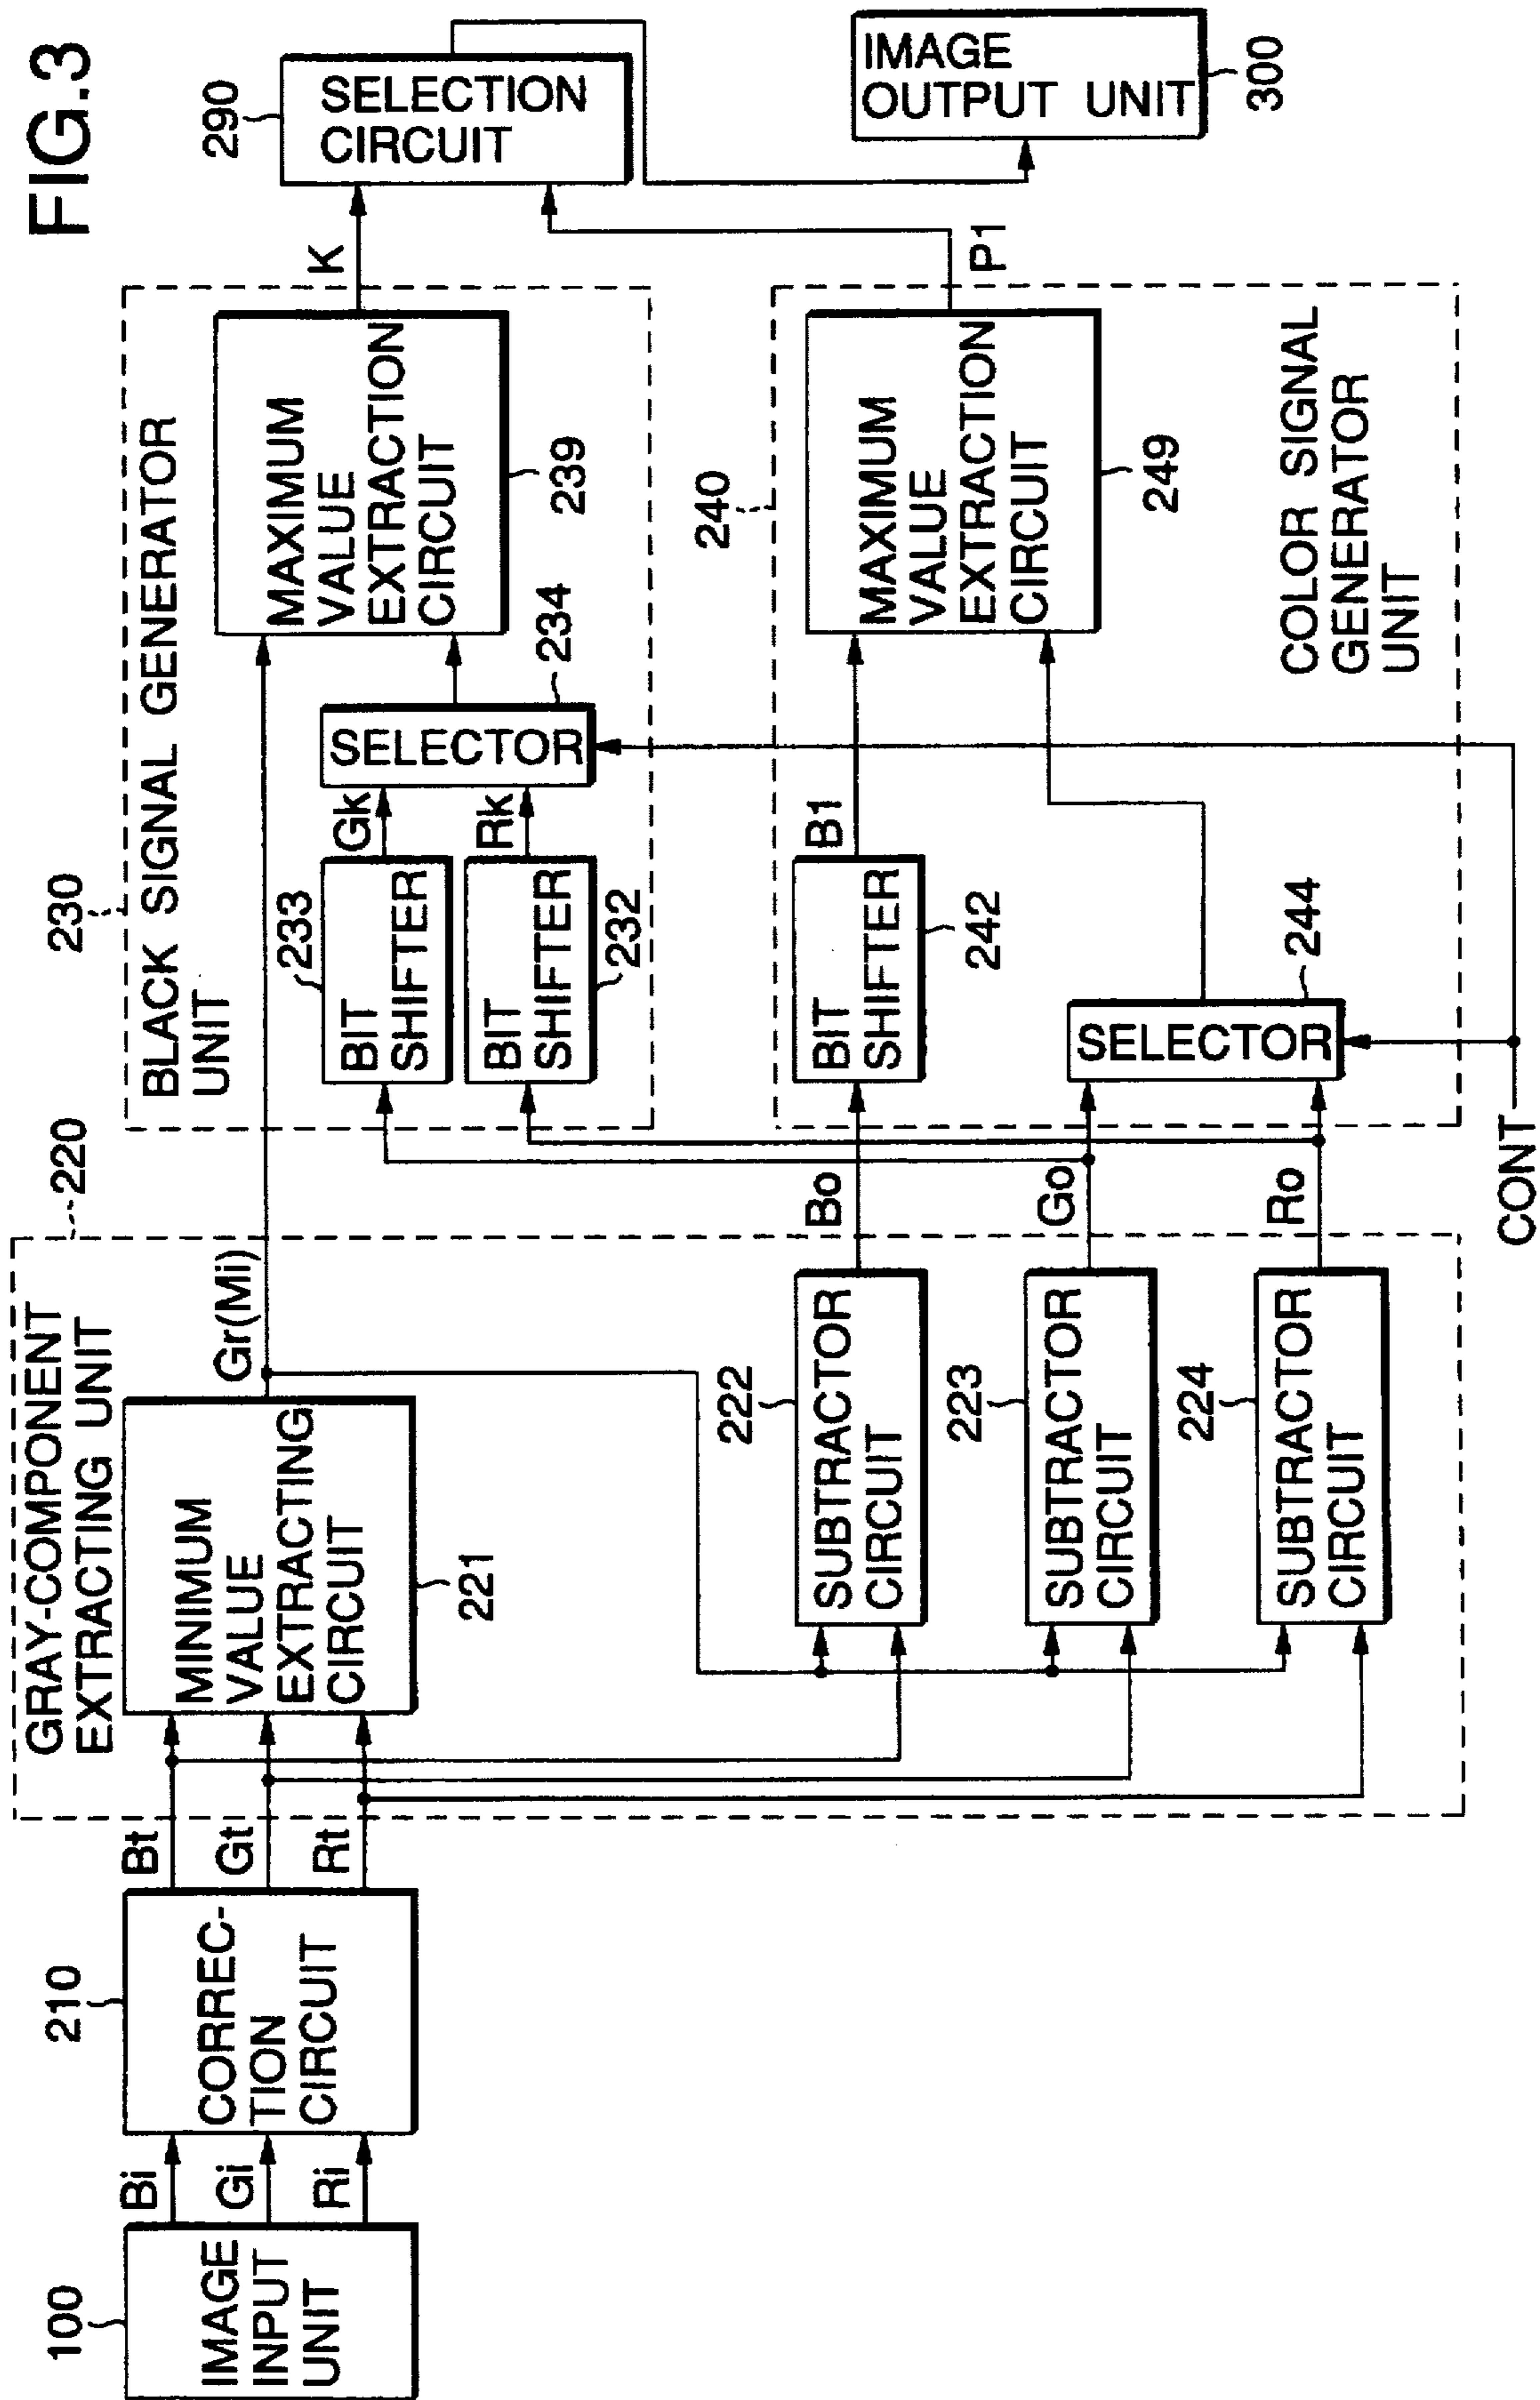 FIG.3
100
IMAGE
INPUT
UNIT
Bi
Gi
Ri
210
CORREC-
TION
CIRCUIT
Bt
Gt
Rt
220
GRAY-COMPONENT
EXTRACTING UNIT
MINIMUM
VALUE
EXTRACTING
CIRCUIT
221
Gr(Mi)
222
SUBTRACTOR
CIRCUIT
223
SUBTRACTOR
CIRCUIT
224
SUBTRACTOR
CIRCUIT
Bo
Go
Ro
CONT
230
BLACK SIGNAL GENERATOR
UNIT
233
BIT
SHIFTER
BIT
SHIFTER
232
Gk
Rk
SELECTOR
234
MAXIMUM
VALUE
EXTRACTION
CIRCUIT
239
K
240
BIT
SHIFTER
242
B1
SELECTOR
244
MAXIMUM
VALUE
EXTRACTION
CIRCUIT
249
COLOR SIGNAL
GENERATOR
UNIT
P1
290
SELECTION
CIRCUIT
IMAGE
OUTPUT UNIT
300